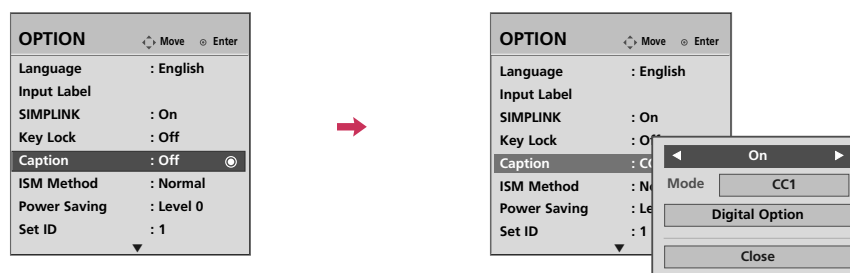 OPTION Move Enter
Language : English
Input Label
SIMPLINK : On
Key Lock : Off
Caption : Off
ISM Method : Normal
Power Saving : Level 0
Set ID : 1
OPTION Move Enter
Language : English
Input Label
SIMPLINK : On
Key Lock
Caption
ISM Method
Power Saving
Set ID : 1
On
Mode CC1
Digital Option
Close